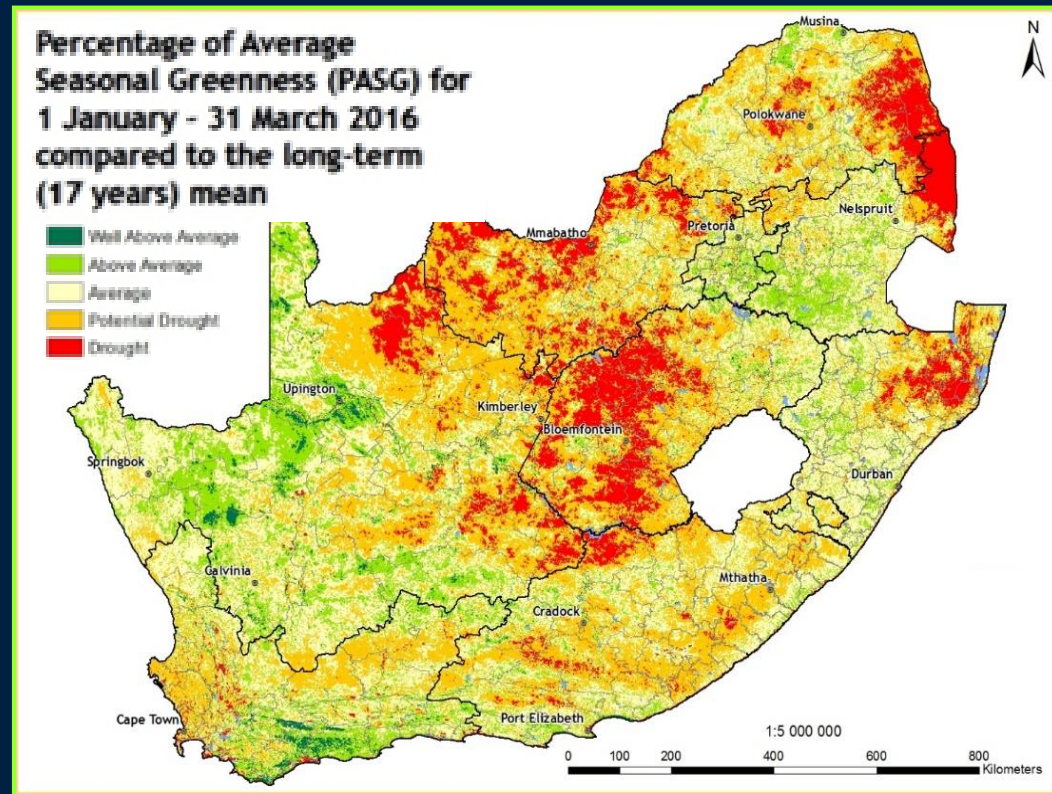 Percentage of Average
Seasonal Greenness (PASG) for
1 January - 31 March 2016
compared to the long-term
(17 years) mean
Well Above Average
Above Average
Average
Potential Drought
Drought
N
Musina
Polokwane
Nelspruit
Pretoria
Mmabatho
Upington
Kimberley
Bloemfontein
Springbok
Durban
Calvinia
Mthatha
Cradock
Cape Town
Port Elizabeth
1:5 000 000
0 100 200 400 600 800
Kilometers